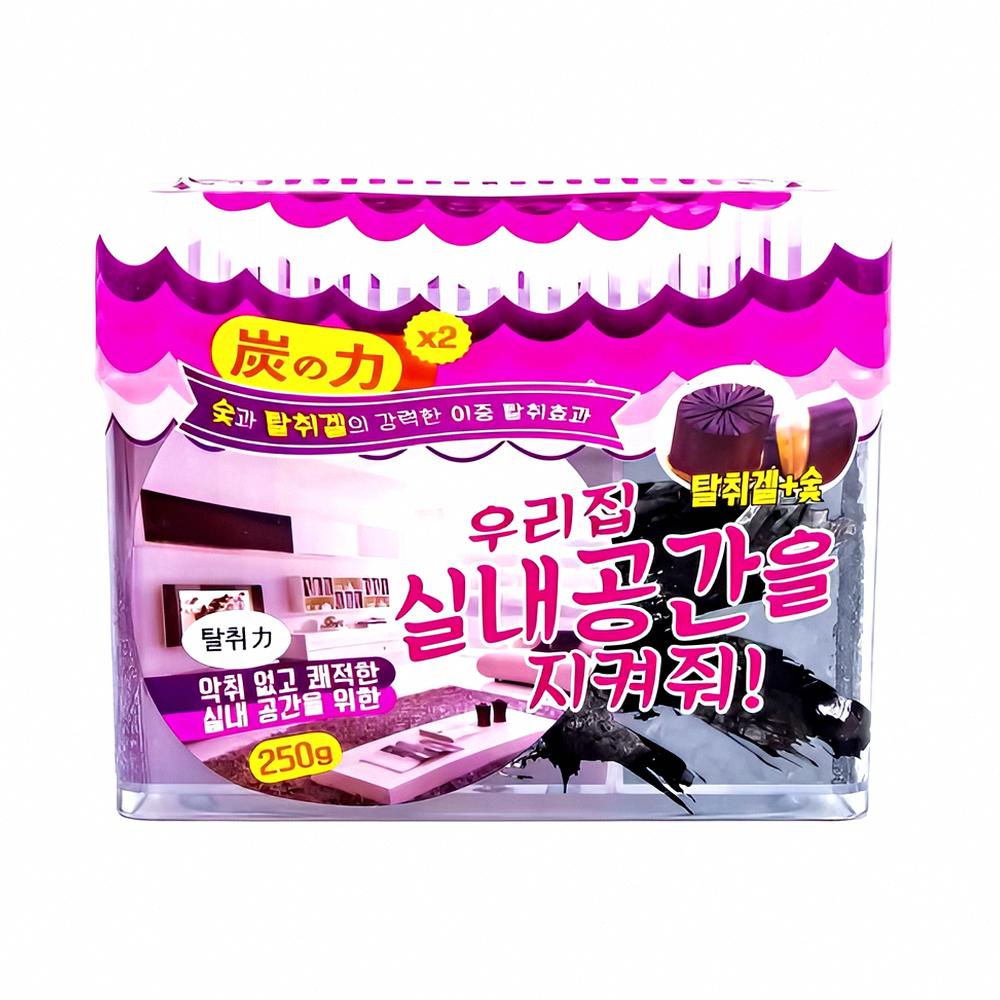 炭の力
x2
숯과 탈취겔의 강력한 이중 탈취효과
탈취겔+숯
우리집
실내공간을
지켜줘!
탈취力
악취 없고 쾌적한
실내 공간을 위한
250g